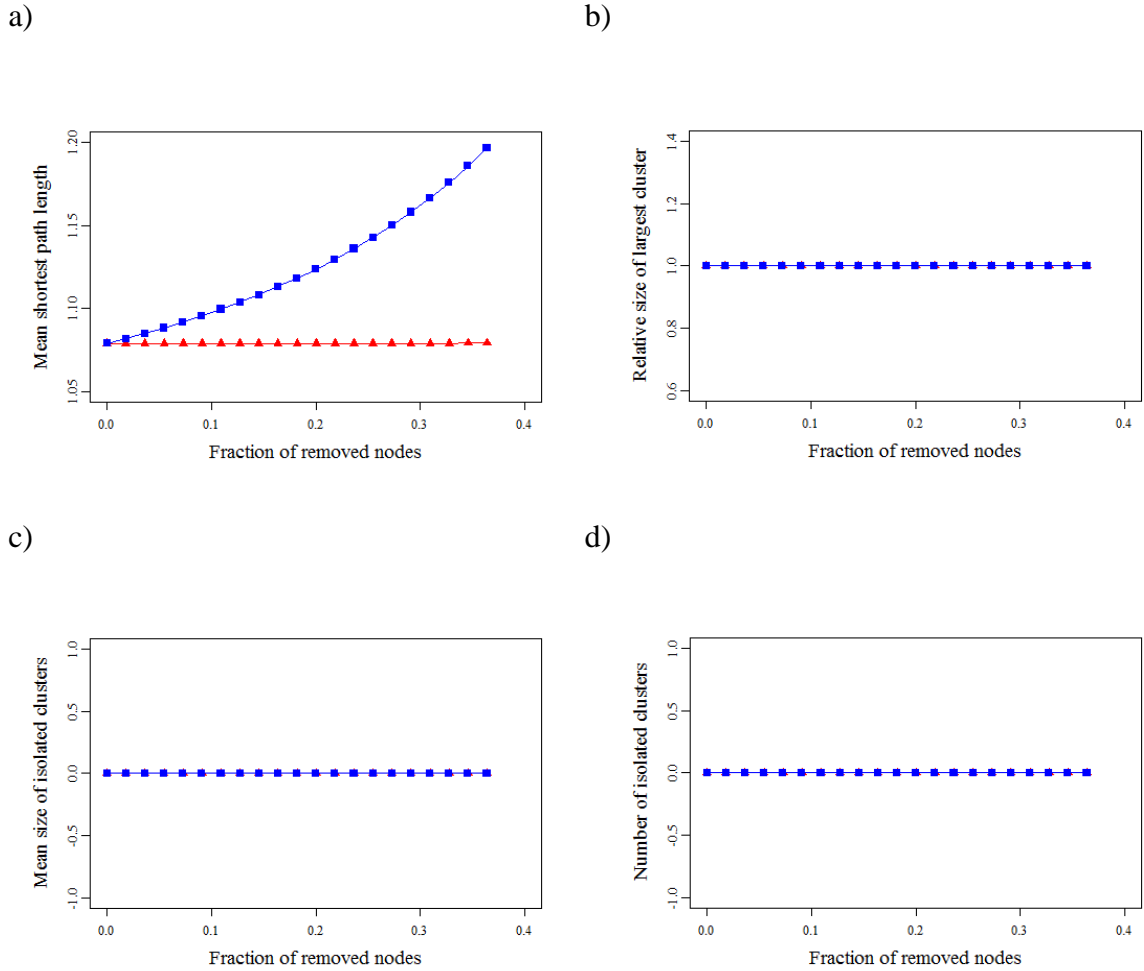 a)
Mean shortest path length
1.05 1.10 1.15 1.20
0.0 0.1 0.2 0.3 0.4
Fraction of removed nodes
b)
Relative size of largest cluster
0.6 0.8 1.0 1.2 1.4
0.0 0.1 0.2 0.3 0.4
Fraction of removed nodes
c)
Mean size of isolated clusters
-1.0 -0.5 0.0 0.5 1.0
0.0 0.1 0.2 0.3 0.4
Fraction of removed nodes
d)
Number of isolated clusters
-1.0 -0.5 0.0 0.5 1.0
0.0 0.1 0.2 0.3 0.4
Fraction of removed nodes